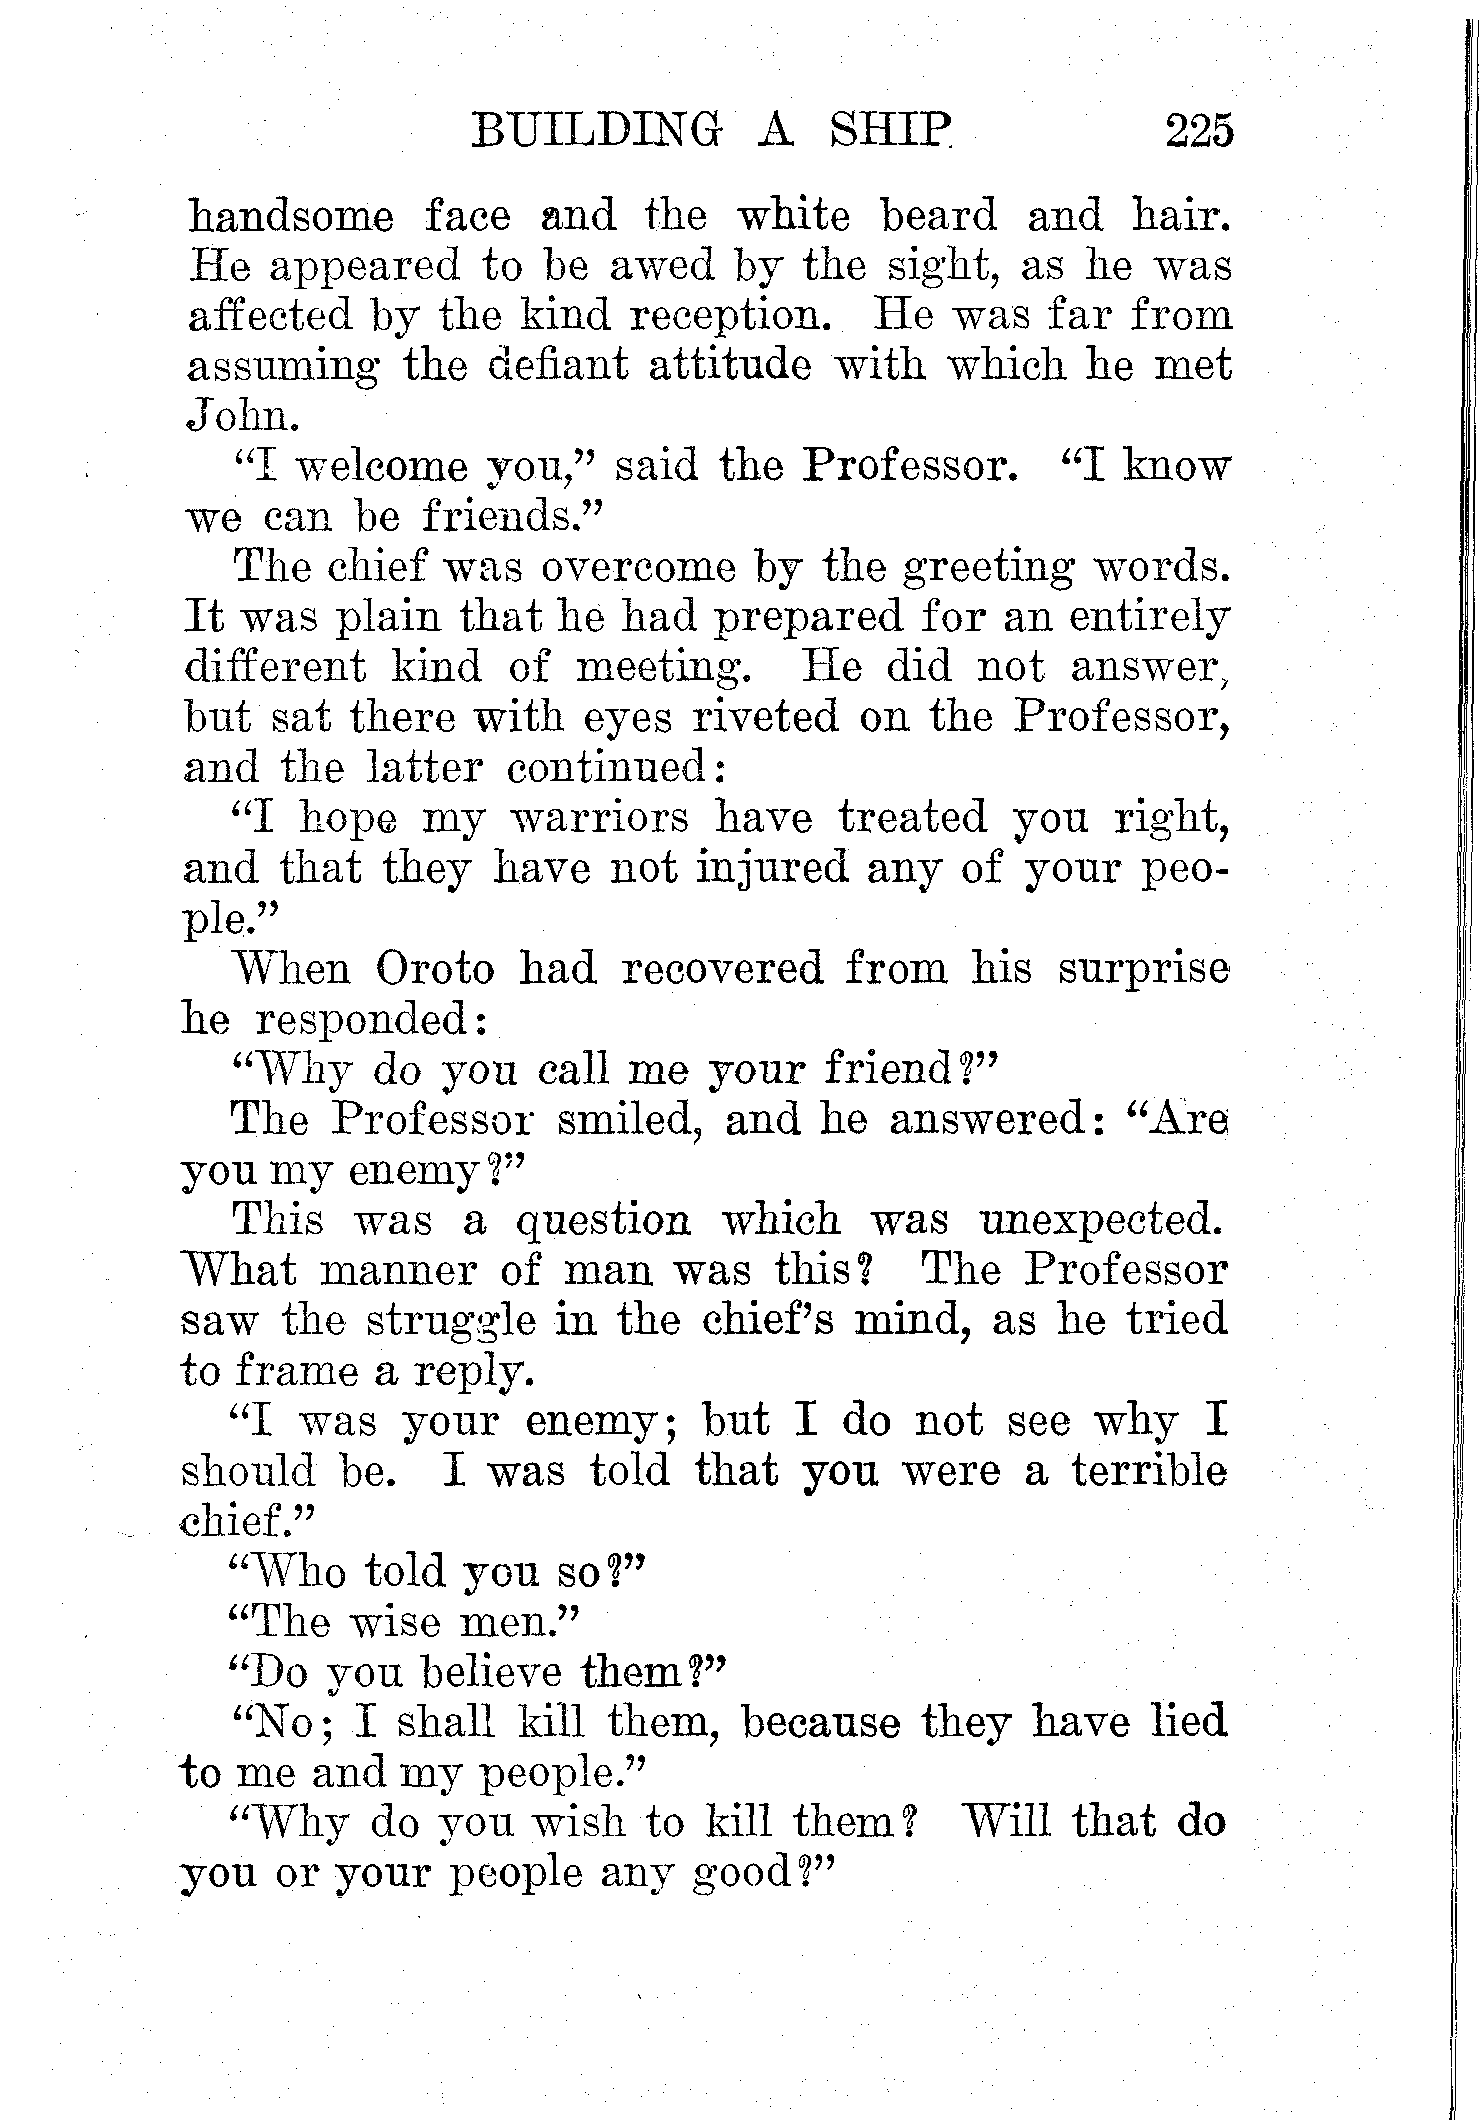 BUILDING A SHIP 225
handsome face and the white beard and hair.
He appeared to be awed by the sight, as he was
affected by the kind reception. He was far from
assuming the defiant attitude with which he met
John.
“I welcome you,” said the Professor. “I know
we can be friends.”
The chief was overcome by the greeting words.
It was plain that he had prepared for an entirely
different kind of meeting. He did not answer,
but sat there with eyes riveted on the Professor,
and the latter continued:
“I hope my warriors have treated you right,
and that they have not injured any of your peo-
ple.”
When Oroto had recovered from his surprise
he responded:
“Why do you call me your friend?”
The Professor smiled, and he answered: “Are
you my enemy?”
This was a question which was unexpected.
What manner of man was this? The Professor
saw the struggle in the chief’s mind, as he tried
to frame a reply.
“I was your enemy; but I do not see why I
should be. I was told that you were a terrible
chief.”
“Who told you so?”
“The wise men.”
“Do you believe them?”
“No; I shall kill them, because they have lied
to me and my people.”
“Why do you wish to kill them? Will that do
you or your people any good?”